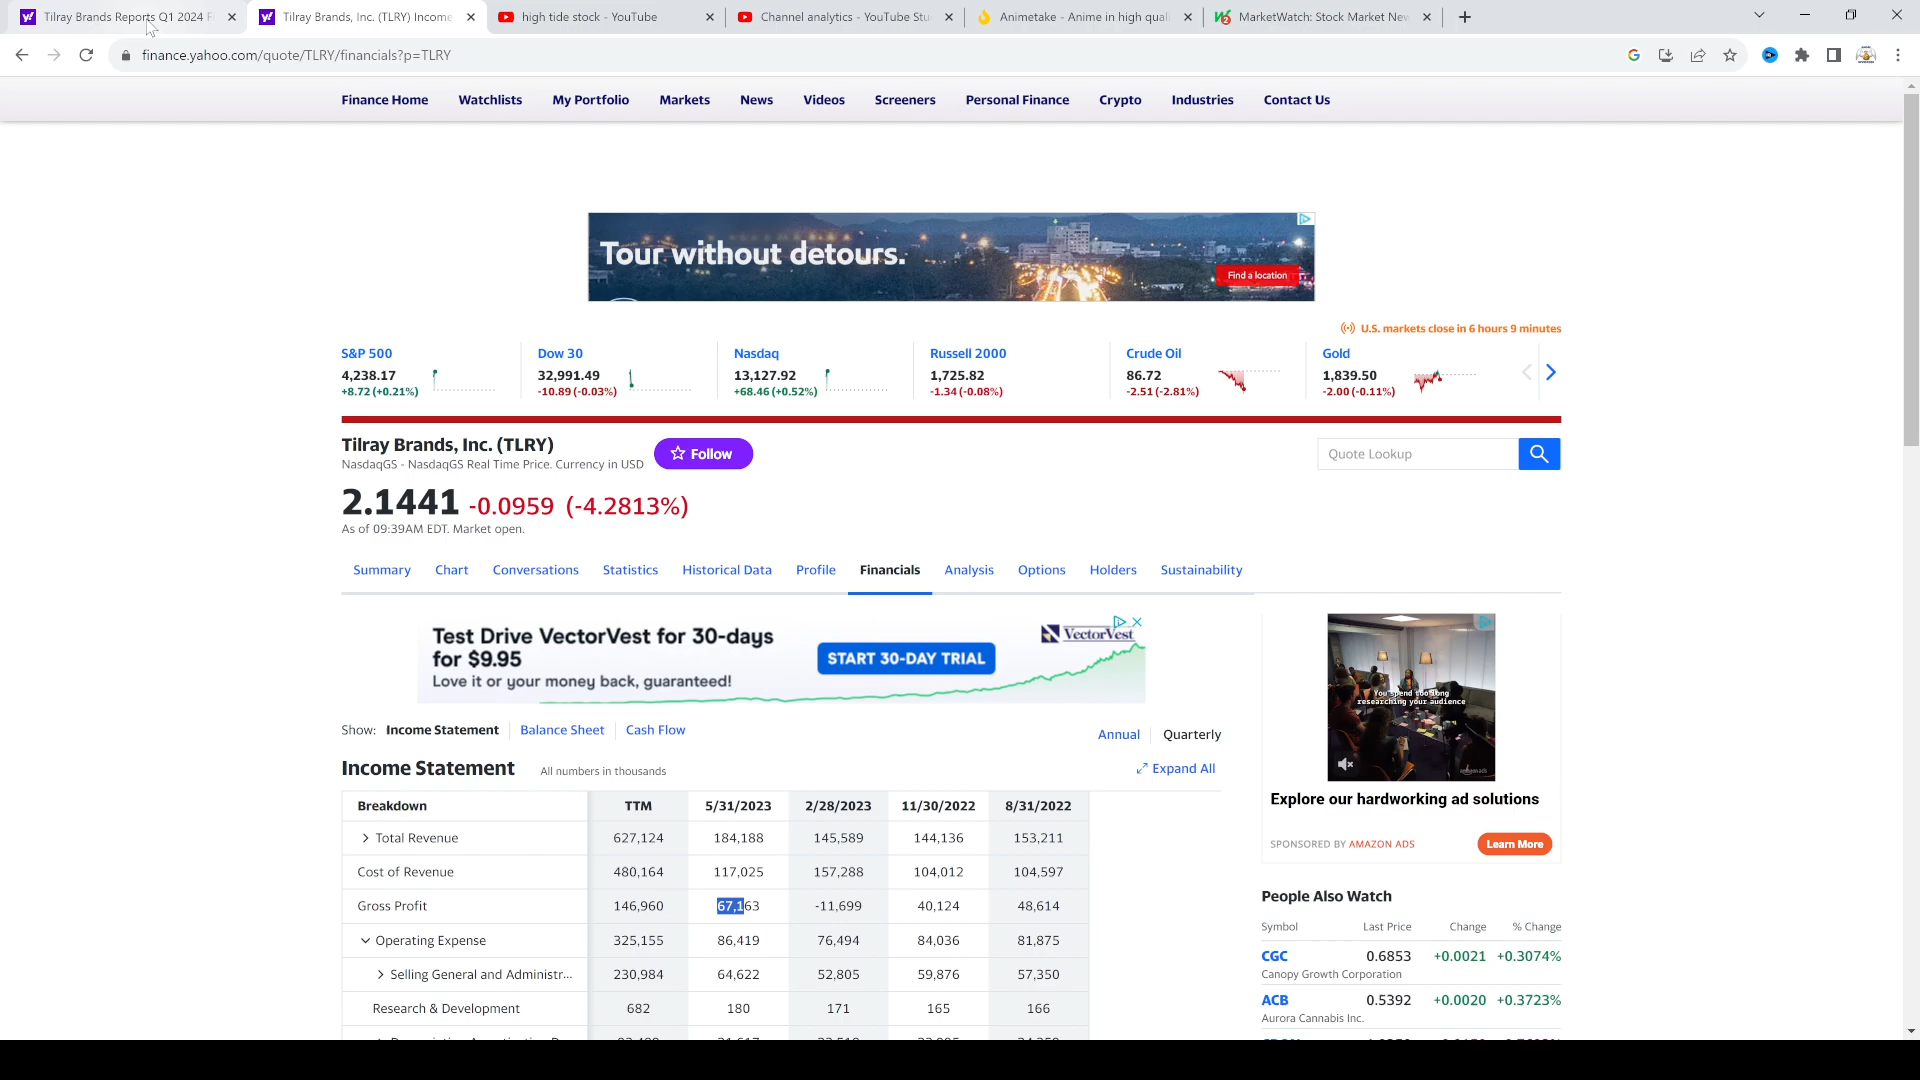 Tilray Brands Reports Q1 2024 F
Tilray Brands, Inc. (TLRY) Income
high tide stock - YouTube
Channel analytics - YouTube Stu
Animetake - Anime in high quali
MarketWatch: Stock Market New
finance.yahoo.com/quote/TLRY/financials?p=TLRY
Finance Home Watchlists My Portfolio Markets News Videos Screeners Personal Finance Crypto Industries Contact Us
Tour without detours.
Find a location
U.S. markets close in 6 hours 9 minutes
S&P 500 Dow 30 Nasdaq Russell 2000 Crude Oil Gold
4,238.17 32,991.49 13,127.92 1,725.82 86.72 1,839.50
+8.72 (+0.21%) -10.89 (-0.03%) +68.46 (+0.52%) -1.34 (-0.08%) -2.51 (-2.81%) -2.00 (-0.11%)
Tilray Brands, Inc. (TLRY)
NasdaqGS - NasdaqGS Real Time Price. Currency in USD
Follow
Quote Lookup
2.1441 -0.0959 (-4.2813%)
As of 09:39AM EDT. Market open.
Summary Chart Conversations Statistics Historical Data Profile Financials Analysis Options Holders Sustainability
Test Drive VectorVest for 30-days
for $9.95
Love it or your money back, guaranteed!
START 30-DAY TRIAL
VectorVest
You spend too long
researching your audience
Show: Income Statement Balance Sheet Cash Flow
Annual Quarterly
Income Statement All numbers in thousands
Expand All
Breakdown TTM 5/31/2023 2/28/2023 11/30/2022 8/31/2022
Total Revenue 627,124 184,188 145,589 144,136 153,211
Cost of Revenue 480,164 117,025 157,288 104,012 104,597
Gross Profit 146,960 67,163 -11,699 40,124 48,614
Operating Expense 325,155 86,419 76,494 84,036 81,875
Selling General and Administr... 230,984 64,622 52,805 59,876 57,350
Research & Development 682 180 171 165 166
Explore our hardworking ad solutions
SPONSORED BY AMAZON ADS
Learn More
People Also Watch
Symbol Last Price Change % Change
CGC 0.6853 +0.0021 +0.3074%
Canopy Growth Corporation
ACB 0.5392 +0.0020 +0.3723%
Aurora Cannabis Inc.